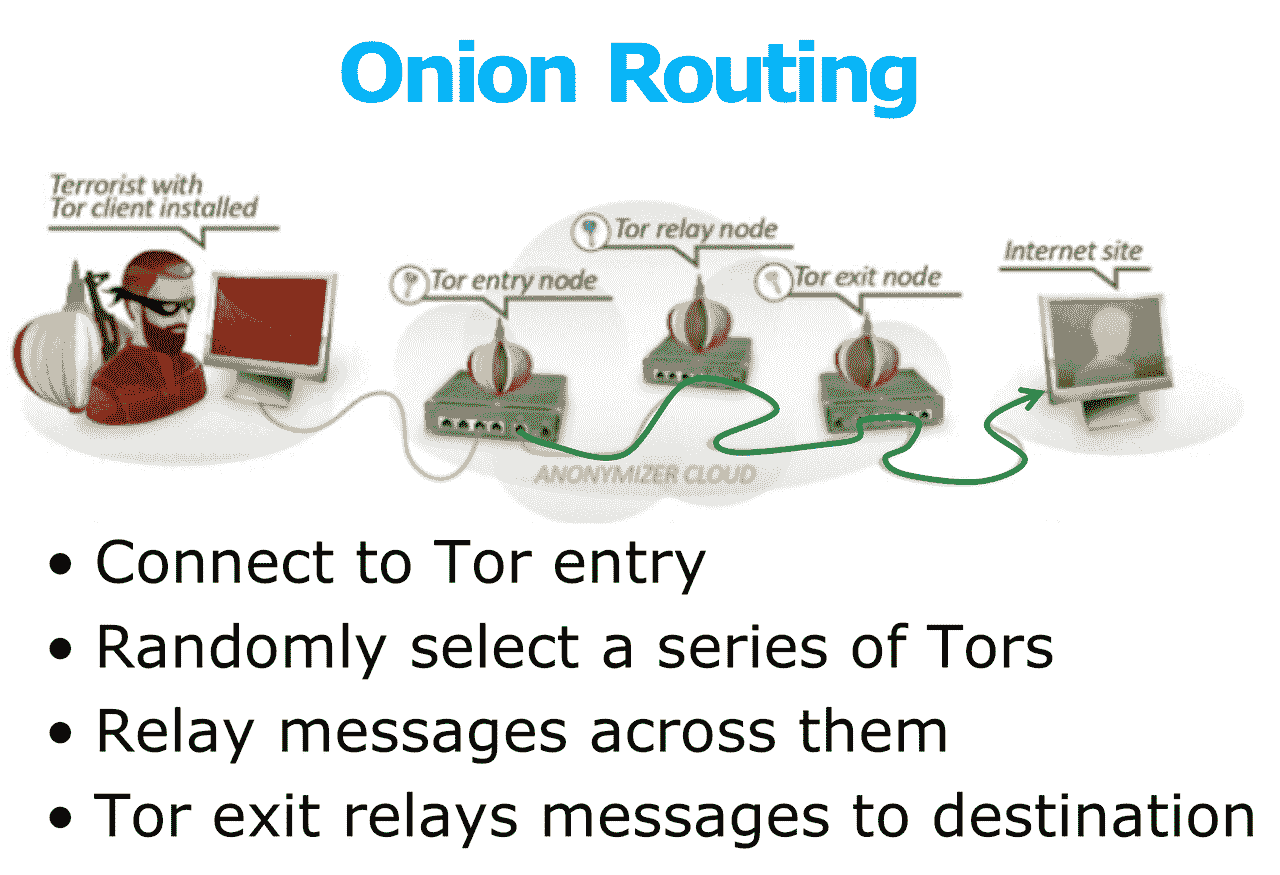 Onion Routing
Terrorist with
Tor client installed
Tor entry node
Tor relay node
Tor exit node
Internet site
ANONYMIZER CLOUD
• Connect to Tor entry
• Randomly select a series of Tors
• Relay messages across them
• Tor exit relays messages to destination